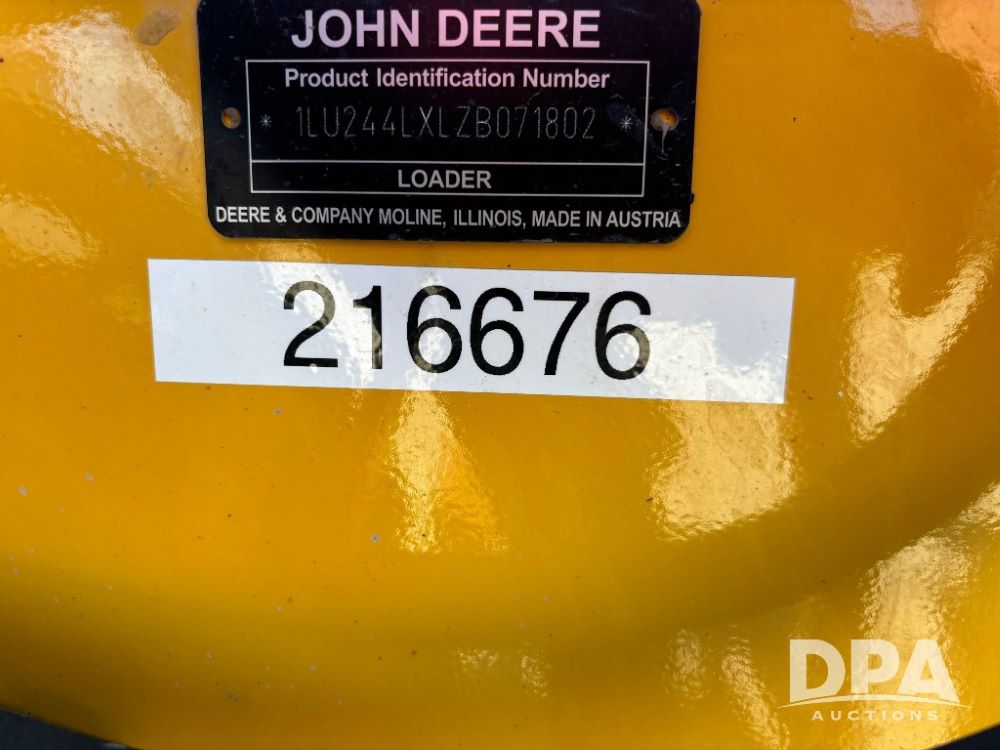 JOHN DEERE
Product Identification Number
* 1LU244LXLZB071802 *
LOADER
DEERE & COMPANY MOLINE, ILLINOIS, MADE IN AUSTRIA
216676
DPA
AUCTIONS